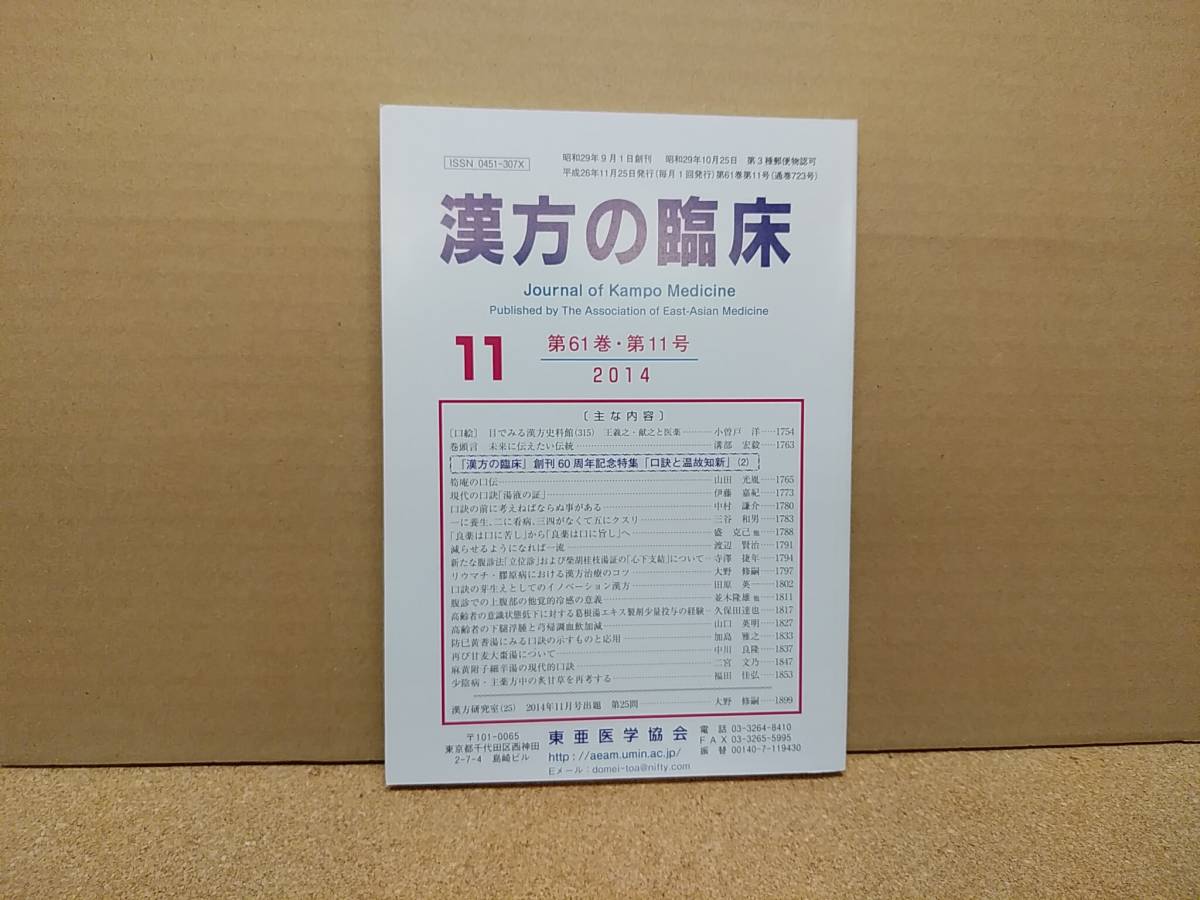 ISSN 0451-307X
昭和29年9月1日創刊 昭和29年10月25日 第3種郵便物認可
平成26年11月25日発行(毎月1回発行)第61巻第11号(通巻723号)
漢方の臨床
Journal of Kampo Medicine
Published by The Association of East-Asian Medicine
11
第61巻・第11号
2014
〔主な内容〕
〔口絵〕 目でみる漢方史料館(315) 王羲之・献之と医薬 小曽戸 洋 1754
巻頭言 未来に伝えたい伝統 溝部 宏毅 1763
『漢方の臨床』創刊60周年記念特集「口訣と温故知新」(2)
筍庵の口伝 山田 光胤 1765
現代の口訣「湯液の証」 伊藤 嘉紀 1773
口訣の前に考えねばならぬ事がある 中村 謙介 1780
一に養生、二に看病、三四がなくて五にクスリ 三谷 和男 1783
「良薬は口に苦し」から「良薬は口に旨し」へ 盛 克己 他 1788
減らせるようになれば一流 渡辺 賢治 1791
新たな腹診法「立位診」および柴胡桂枝湯証の「心下支結」について 寺澤 捷年 1794
リウマチ・膠原病における漢方治療のコツ 大野 修嗣 1797
口訣の芽生えとしてのイノベーション漢方 田原 英一 1802
腹診での上腹部の他覚的冷感の意義 並木隆雄 他 1811
高齢者の意識状態低下に対する葛根湯エキス製剤少量投与の経験 久保田達也 1817
高齢者の下腿浮腫と芎帰調血飲加減 山口 英明 1827
防已黄耆湯にみる口訣の示すものと応用 加島 雅之 1833
再び甘麦大棗湯について 中川 良隆 1837
麻黄附子細辛湯の現代的口訣 二宮 文乃 1847
少陰病・主薬方中の炙甘草を再考する 福田 佳弘 1853
漢方研究室(25) 2014年11月号出題 第25問 大野 修嗣 1899
〒101-0065
東京都千代田区西神田
2-7-4 島崎ビル
東亜医学協会
http://aeam.umin.ac.jp/
Eメール：domei-toa@nifty.com
電話 03-3264-8410
FAX 03-3265-5995
振替 00140-7-119430